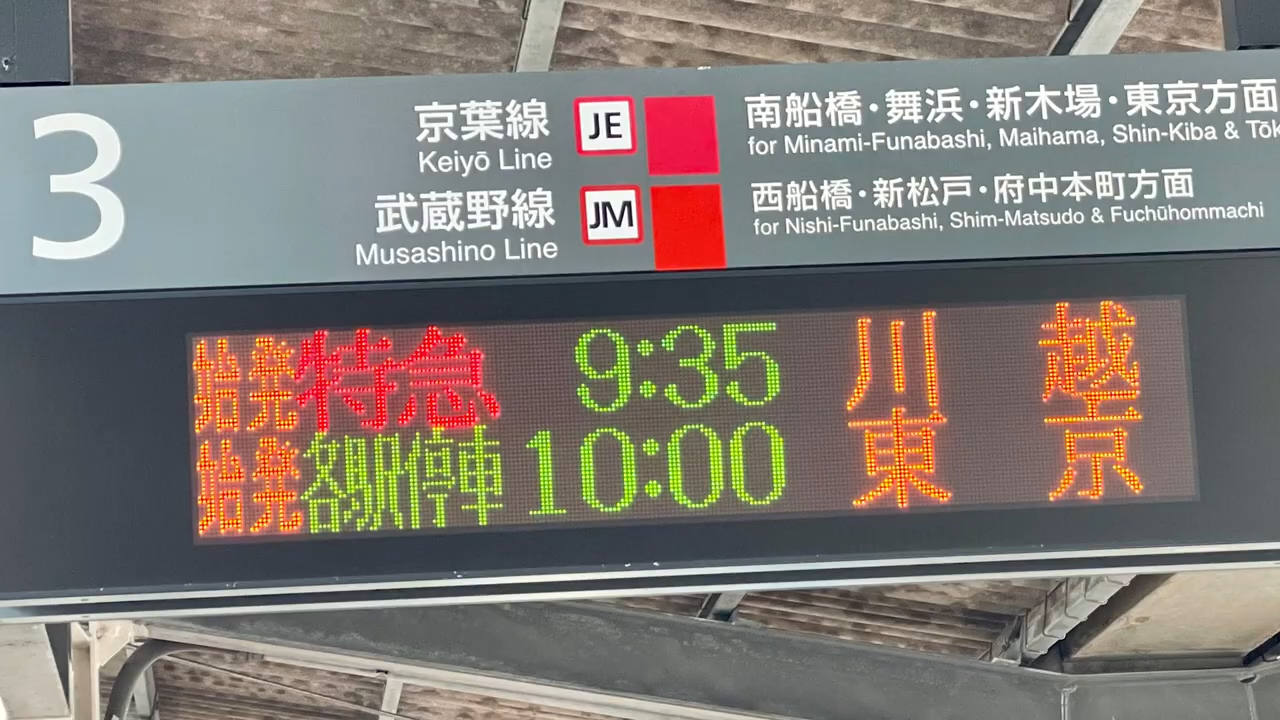 3
京葉線 JE 南船橋・舞浜・新木場・東京方面
Keiyō Line for Minami-Funabashi, Maihama, Shin-Kiba &
武蔵野線 JM 西船橋・新松戸・府中本町方面
Musashino Line for Nishi-Funabashi, Shim-Matsudo & Fuchūhommachi
始発 特急 9:35 川越
始発 各駅停車 10:00 東京